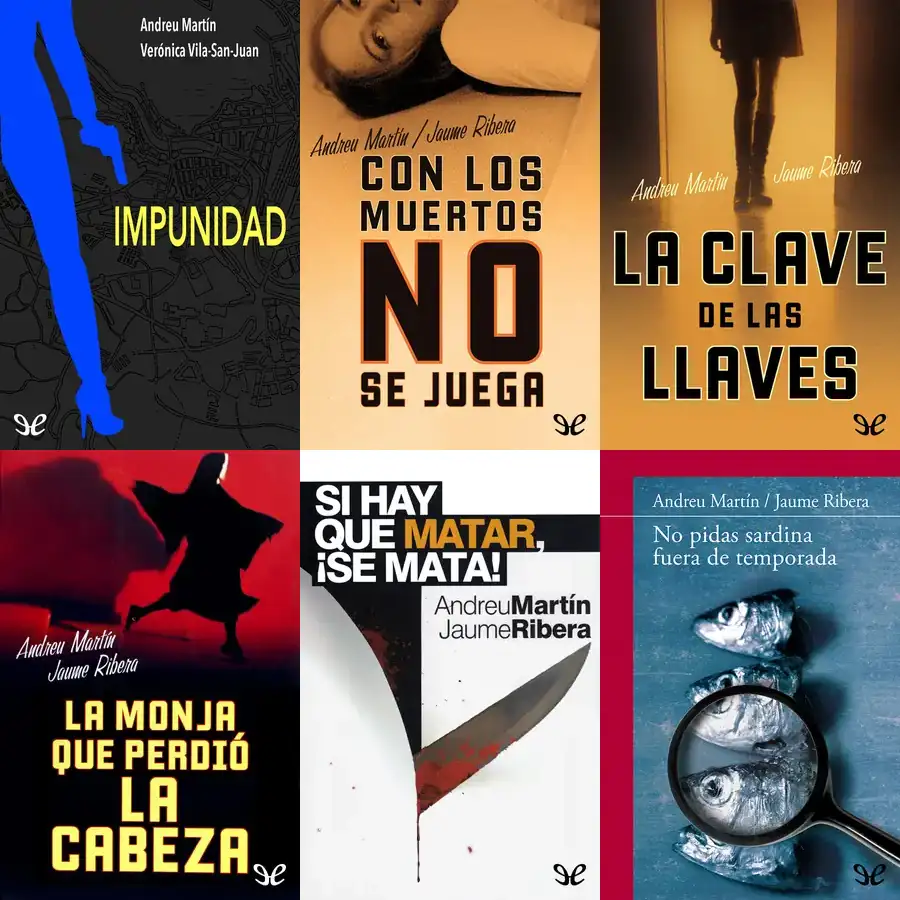 Andreu Martín
Verónica Vila-San-Juan
IMPUNIDAD
Andreu Martín / Jaume Ribera
CON LOS
MUERTOS
NO
SE JUEGA
Andreu Martín Jaume Ribera
LA CLAVE
DE LAS
LLAVES
Andreu Martín
Jaume Ribera
LA MONJA
QUE PERDIÓ
LA
CABEZA
SI HAY
QUE MATAR,
¡SE MATA!
AndreuMartín
JaumeRibera
Andreu Martín / Jaume Ribera
No pidas sardina
fuera de temporada